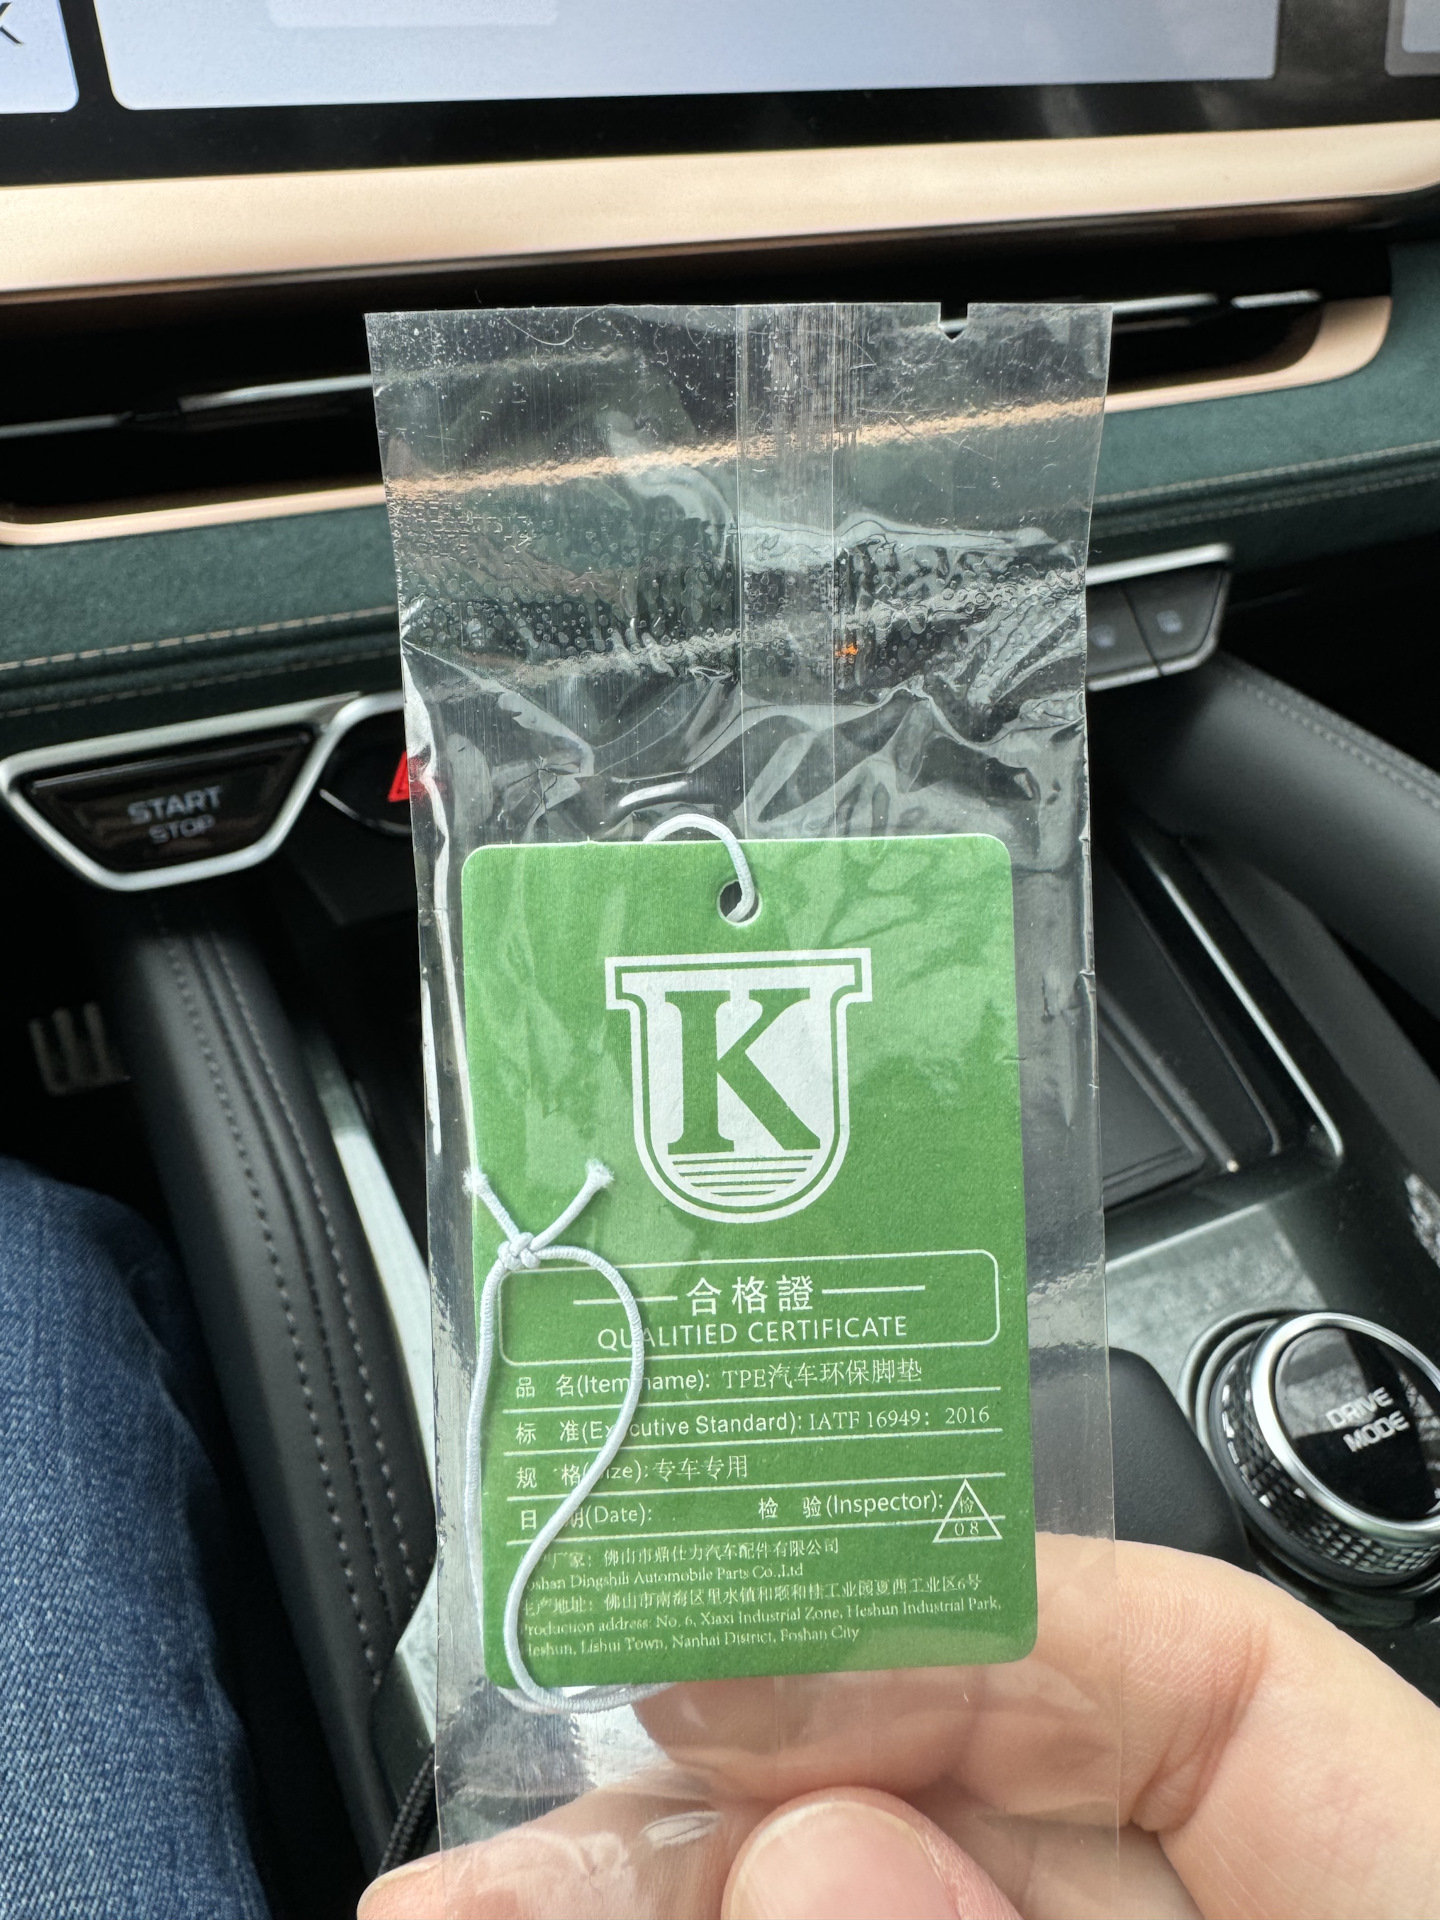 K
START
STOP
K
合格證
QUALITIED CERTIFICATE
品 名(Item name): TPE汽车环保脚垫
标 准(Executive Standard): IATF 16949: 2016
规 格(Size): 专车专用
日 期(Date): 检 验(Inspector): 检 08
厂家: 佛山市鼎仕力汽车配件有限公司
oshan Dingshili Automobile Parts Co.,Ltd
生产地址: 佛山市南海区里水镇和顺和桂工业园夏西工业区6号
Production address: No. 6, Xiaxi Industrial Zone, Heshun Industrial Park,
Heshun, Lishui Town, Nanhai District, Foshan City
DRIVE
MODE